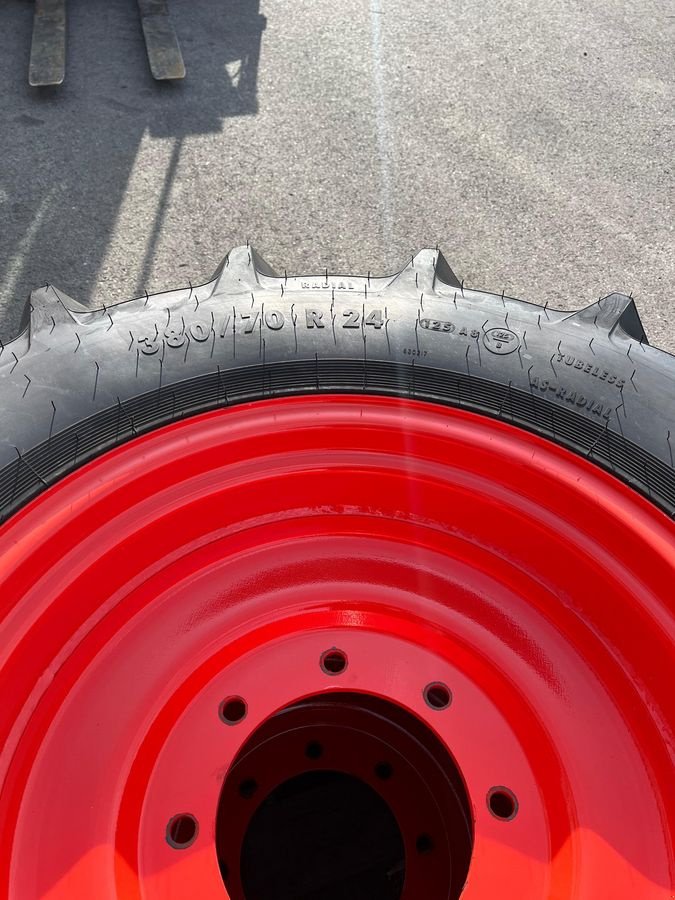 RADIAL
380/70 R 24
125 A8
TUBELESS
AS-RADIAL